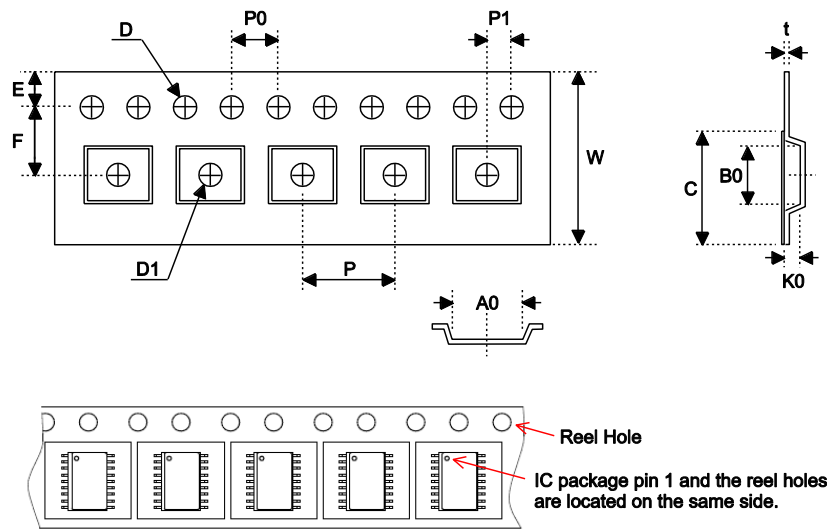 P0
P1
t
D
E
F
W
B0
C
D1
P
K0
A0
Reel Hole
IC package pin 1 and the reel holes
are located on the same side.